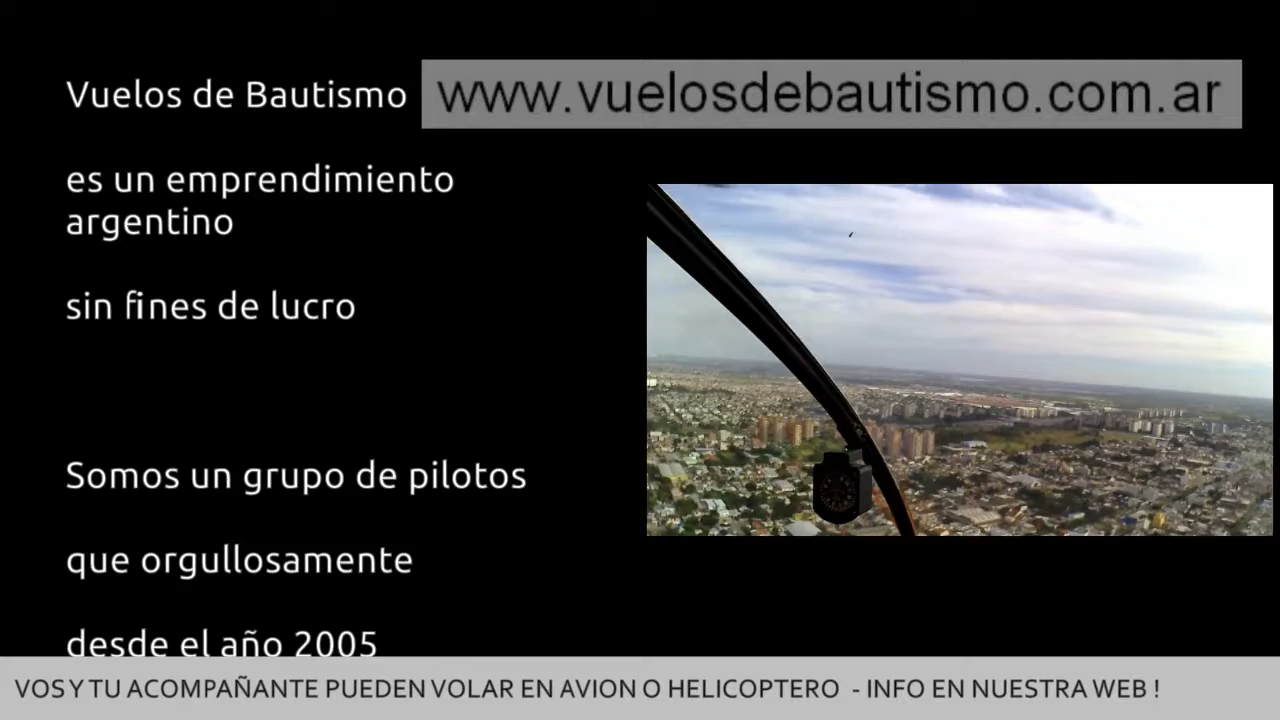 Vuelos de Bautismo www.vuelosdebautismo.com.ar
es un emprendimiento
argentino
sin fines de lucro
Somos un grupo de pilotos
que orgullosamente
desde el año 2005
VOS Y TU ACOMPAÑANTE PUEDEN VOLAR EN AVION O HELICOPTERO - INFO EN NUESTRA WEB !